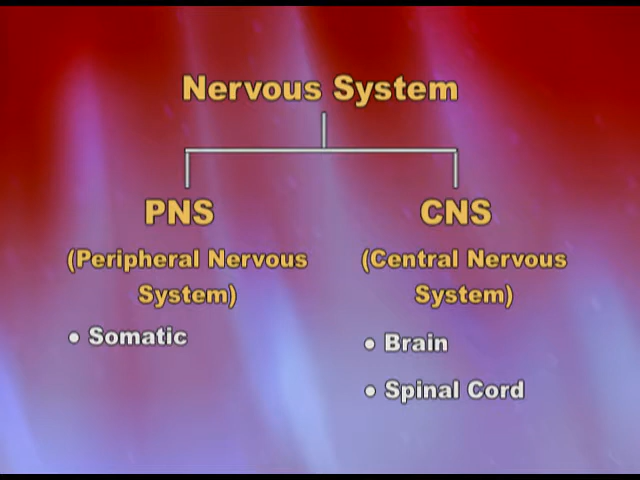 Nervous System
PNS
(Peripheral Nervous
System)
• Somatic
CNS
(Central Nervous
System)
• Brain
• Spinal Cord